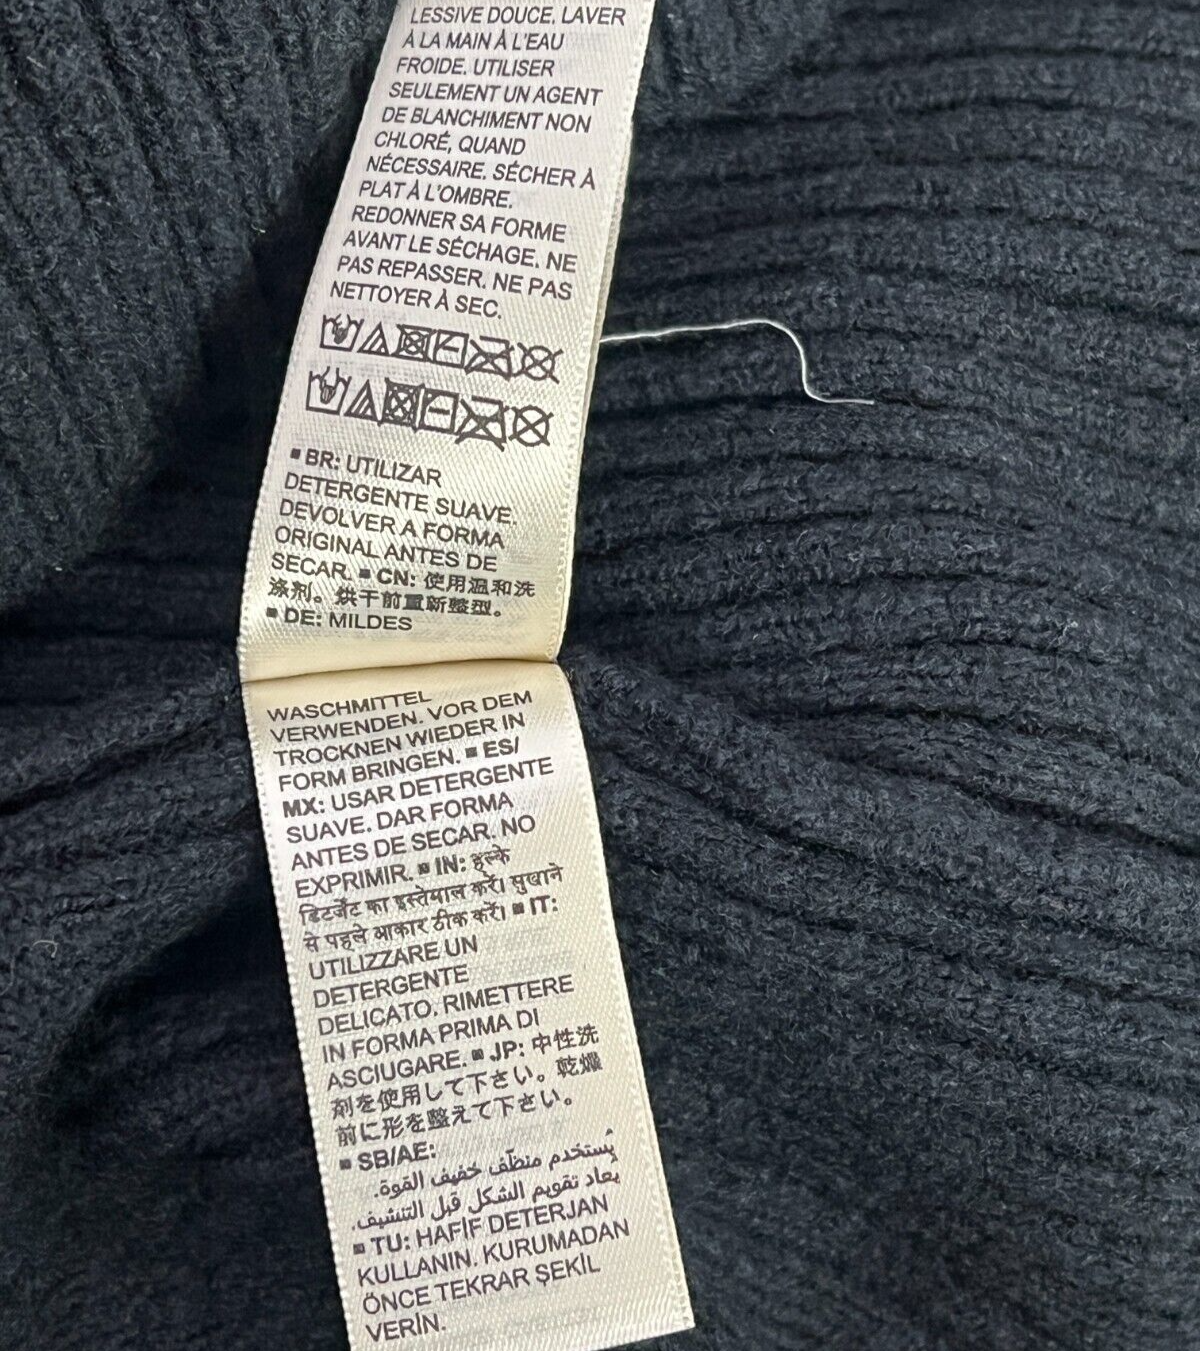 LESSIVE DOUCE. LAVER
À LA MAIN À L'EAU
FROIDE. UTILISER
SEULEMENT UN AGENT
DE BLANCHIMENT NON
CHLORÉ, QUAND
NÉCESSAIRE. SÉCHER À
PLAT À L'OMBRE.
REDONNER SA FORME
AVANT LE SÉCHAGE. NE
PAS REPASSER. NE PAS
NETTOYER À SEC.
▪ BR: UTILIZAR
DETERGENTE SUAVE.
DEVOLVER A FORMA
ORIGINAL ANTES DE
SECAR. ▪ CN: 使用温和洗
涤剂。烘干前重新整型。
▪ DE: MILDES
WASCHMITTEL
VERWENDEN. VOR DEM
TROCKNEN WIEDER IN
FORM BRINGEN. ▪ ES/
MX: USAR DETERGENTE
SUAVE. DAR FORMA
ANTES DE SECAR. NO
EXPRIMIR. ▪ IN: हल्के
डिटर्जेंट का इस्तेमाल करें। सुखाने
से पहले आकार ठीक करें। ▪ IT:
UTILIZZARE UN
DETERGENTE
DELICATO. RIMETTERE
IN FORMA PRIMA DI
ASCIUGARE. ▪ JP: 中性洗
剤を使用して下さい。乾燥
前に形を整えて下さい。
▪ SB/AE:
يُستخدم منظّف خفيف القوة.
يعاد تقويم الشكل قبل التنشيف.
▪ TU: HAFİF DETERJAN
KULLANIN. KURUMADAN
ÖNCE TEKRAR ŞEKİL
VERİN.